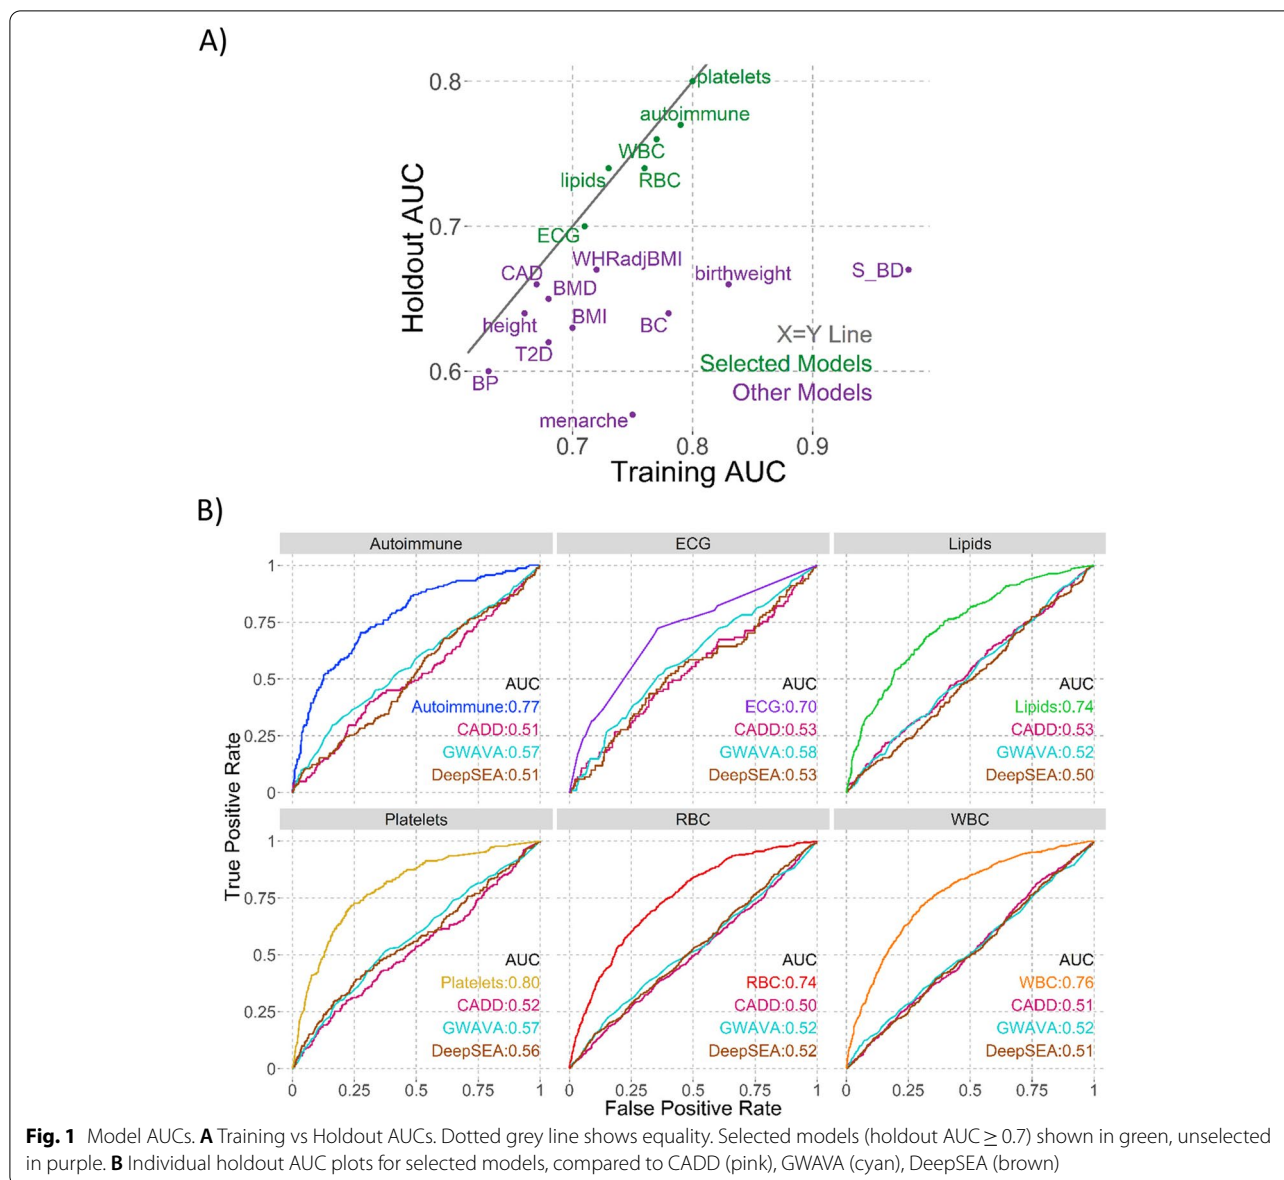 A)
Holdout AUC
0.8
0.7
0.6
platelets
autoimmune
WBC
lipids
RBC
ECG
WHRadjBMI
CAD
BMD
birthweight
S_BD
height
BMI
BC
T2D
BP
menarche
X=Y Line
Selected Models
Other Models
0.7 0.8 0.9
Training AUC
B)
True Positive Rate
Autoimmune ECG Lipids
1
0.75
0.5
0.25
0
AUC
Autoimmune:0.77
CADD:0.51
GWAVA:0.57
DeepSEA:0.51
AUC
ECG:0.70
CADD:0.53
GWAVA:0.58
DeepSEA:0.53
AUC
Lipids:0.74
CADD:0.53
GWAVA:0.52
DeepSEA:0.50
Platelets RBC WBC
1
0.75
0.5
0.25
0
AUC
Platelets:0.80
CADD:0.52
GWAVA:0.57
DeepSEA:0.56
AUC
RBC:0.74
CADD:0.50
GWAVA:0.52
DeepSEA:0.52
AUC
WBC:0.76
CADD:0.51
GWAVA:0.52
DeepSEA:0.51
0 0.25 0.5 0.75 1 0 0.25 0.5 0.75 1 0 0.25 0.5 0.75 1
False Positive Rate
Fig. 1 Model AUCs. A Training vs Holdout AUCs. Dotted grey line shows equality. Selected models (holdout AUC ≥ 0.7) shown in green, unselected
in purple. B Individual holdout AUC plots for selected models, compared to CADD (pink), GWAVA (cyan), DeepSEA (brown)